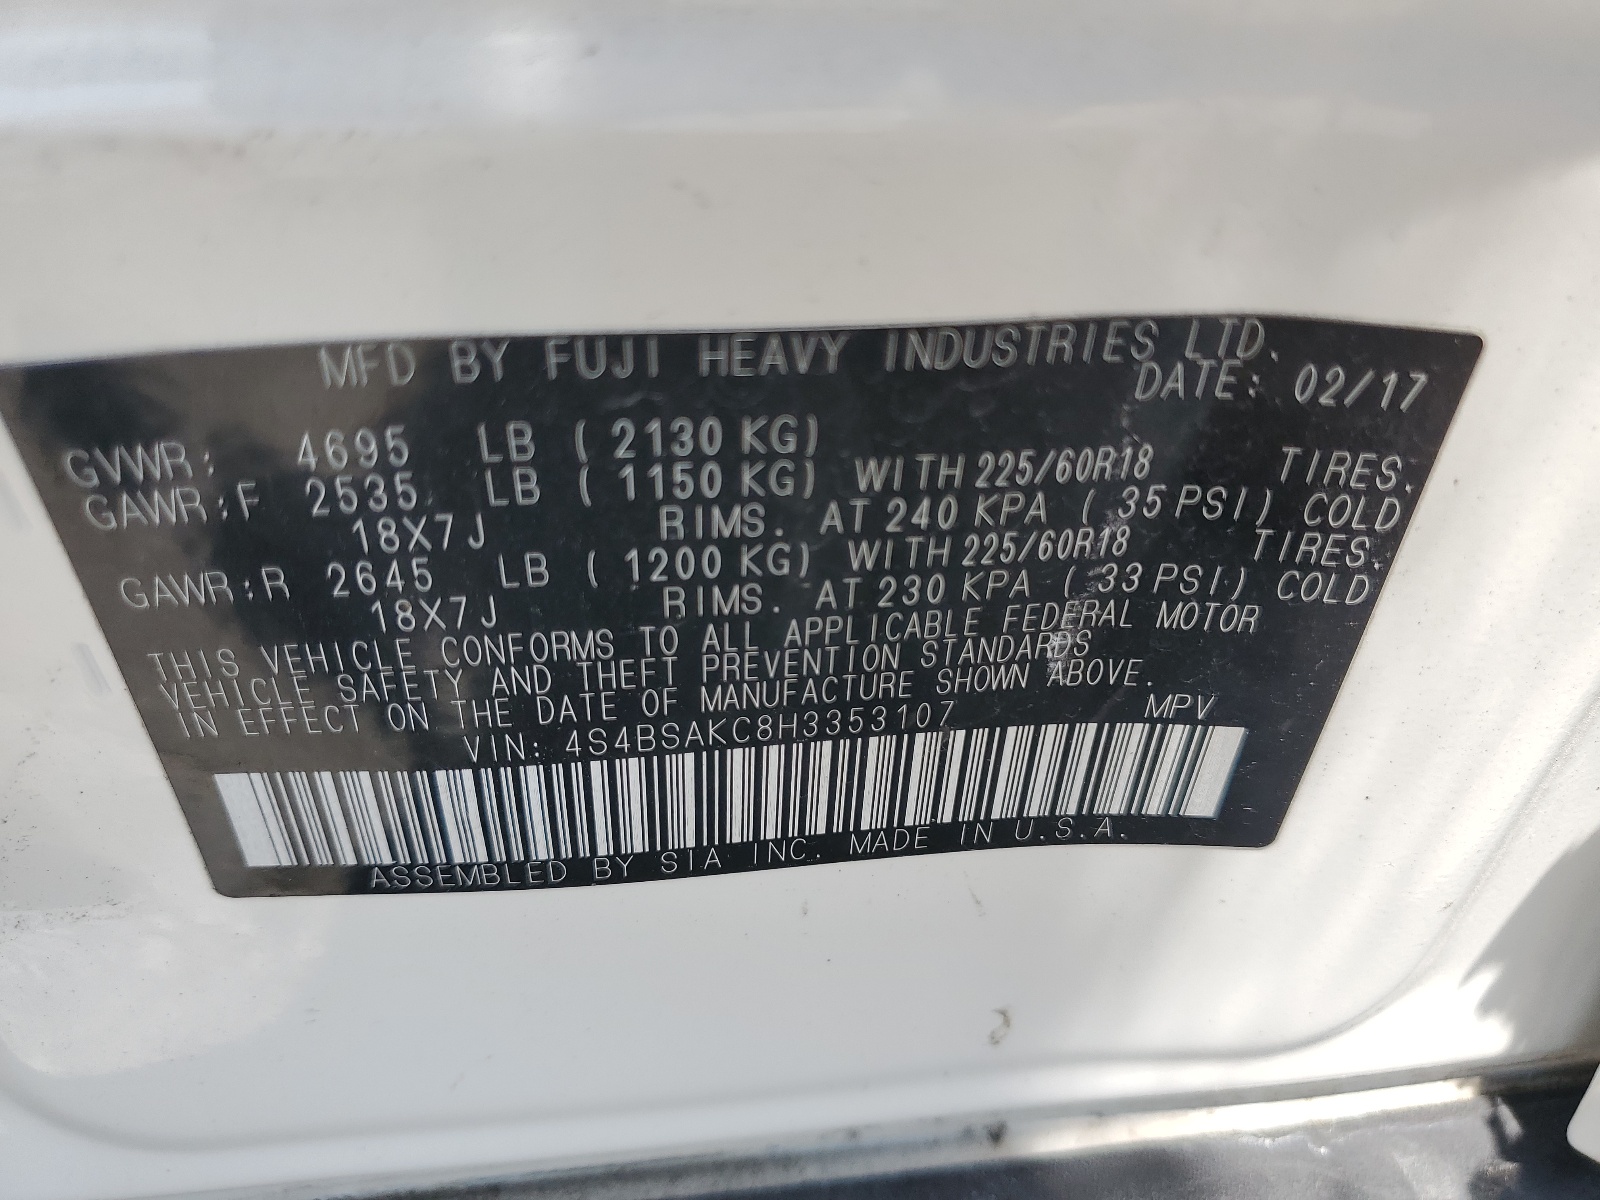 MFD BY FUJI HEAVY INDUSTRIES LTD.
DATE: 02/17
GVWR: 4695 LB ( 2130 KG)
GAWR:F 2535 LB ( 1150 KG) WITH 225/60R18 TIRES.
18X7J RIMS. AT 240 KPA ( 35 PSI) COLD
GAWR:R 2645 LB ( 1200 KG) WITH 225/60R18 TIRES.
18X7J RIMS. AT 230 KPA ( 33 PSI) COLD
THIS VEHICLE CONFORMS TO ALL APPLICABLE FEDERAL MOTOR
VEHICLE SAFETY AND THEFT PREVENTION STANDARDS
IN EFFECT ON THE DATE OF MANUFACTURE SHOWN ABOVE.
VIN: 4S4BSAKC8H3353107 MPV
ASSEMBLED BY SIA INC. MADE IN U.S.A.